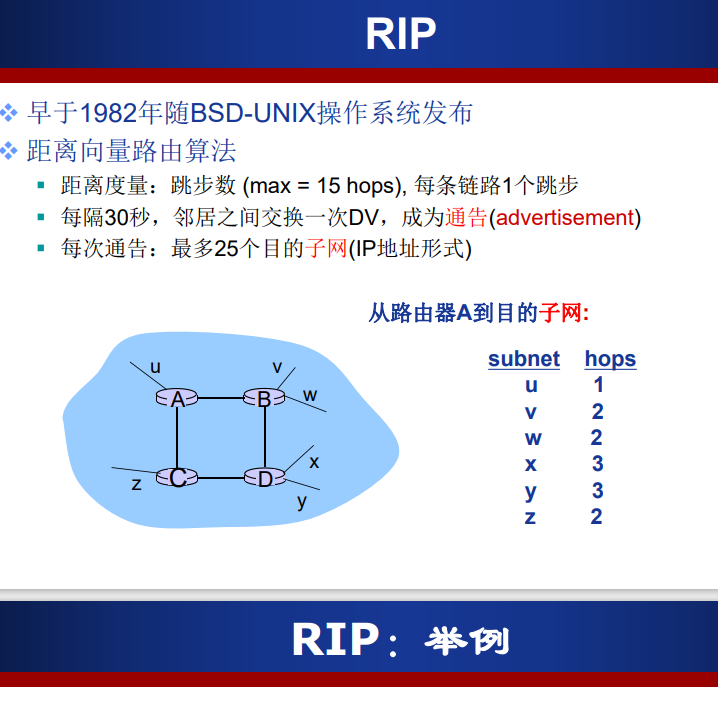 RIP
早于1982年随BSD-UNIX操作系统发布
距离向量路由算法
距离度量：跳步数 (max = 15 hops), 每条链路1个跳步
每隔30秒，邻居之间交换一次DV，成为通告(advertisement)
每次通告：最多25个目的子网(IP地址形式)
从路由器A到目的子网:
subnet hops
u 1
v 2
w 2
x 3
y 3
z 2
u
v
A
B
w
x
z
C
D
y
RIP：举例